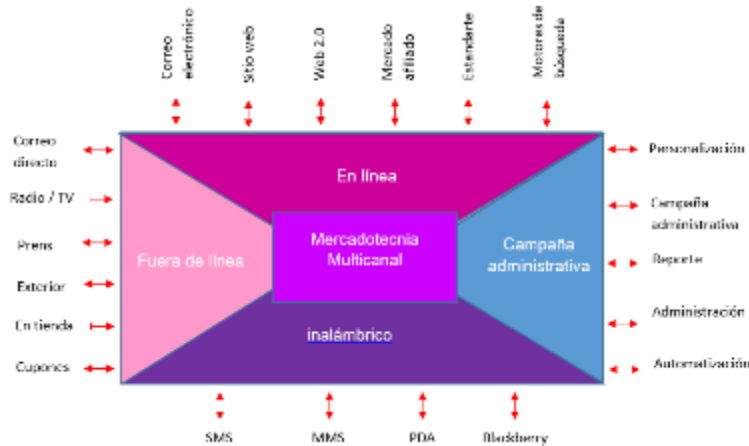 Correo
electrónico
Sitio web
Web 2.0
Mercado
afiliado
Estandarte
Motores de
búsqueda
Correo
directo
Radio / TV
Prens
Exterior
En tienda
Cupones
En línea
Fuera de línea
Mercadotecnia
Multicanal
Campaña
administrativa
inalámbrico
Personalización
Campaña
administrativa
Reporte
Administración
Automatización
SMS
MMS
PDA
Blackberry